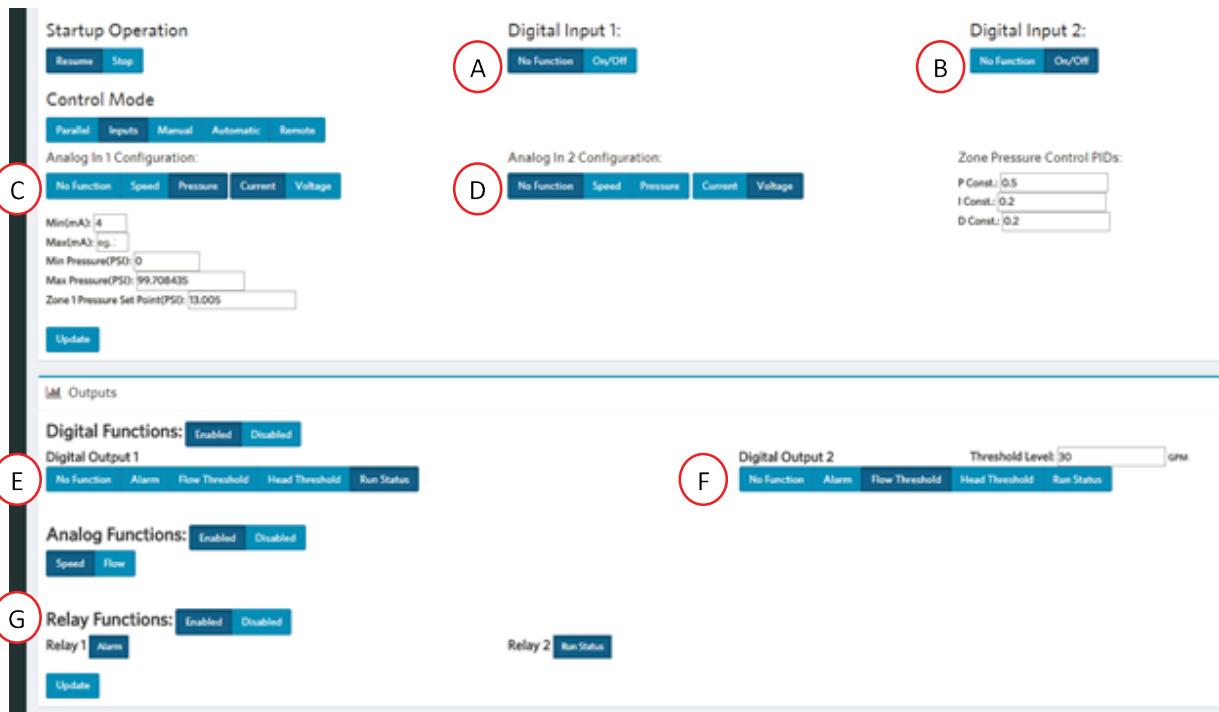 Startup Operation
Digital Input 1:
Digital Input 2:
Resume Stop
A No Function On/Off
B No Function On/Off
Control Mode
Parallel Inputs Manual Automatic Remote
Analog In 1 Configuration:
Analog In 2 Configuration:
Zone Pressure Control PIDs:
C No Function Speed Pressure Current Voltage
D No Function Speed Pressure Current Voltage
P Const.: 0.5
I Const.: 0.2
D Const.: 0.2
Min(mA): 4
Max(mA): eg.:
Min Pressure(PSI): 0
Max Pressure(PSI): 99.708435
Zone 1 Pressure Set Point(PSI): 13.005
Update
Outputs
Digital Functions: Enabled Disabled
Digital Output 1
Digital Output 2
Threshold Level: 30 GPM
E No Function Alarm Flow Threshold Head Threshold Run Status
F No Function Alarm Flow Threshold Head Threshold Run Status
Analog Functions: Enabled Disabled
Speed Flow
G Relay Functions: Enabled Disabled
Relay 1 Alarm
Relay 2 Run Status
Update